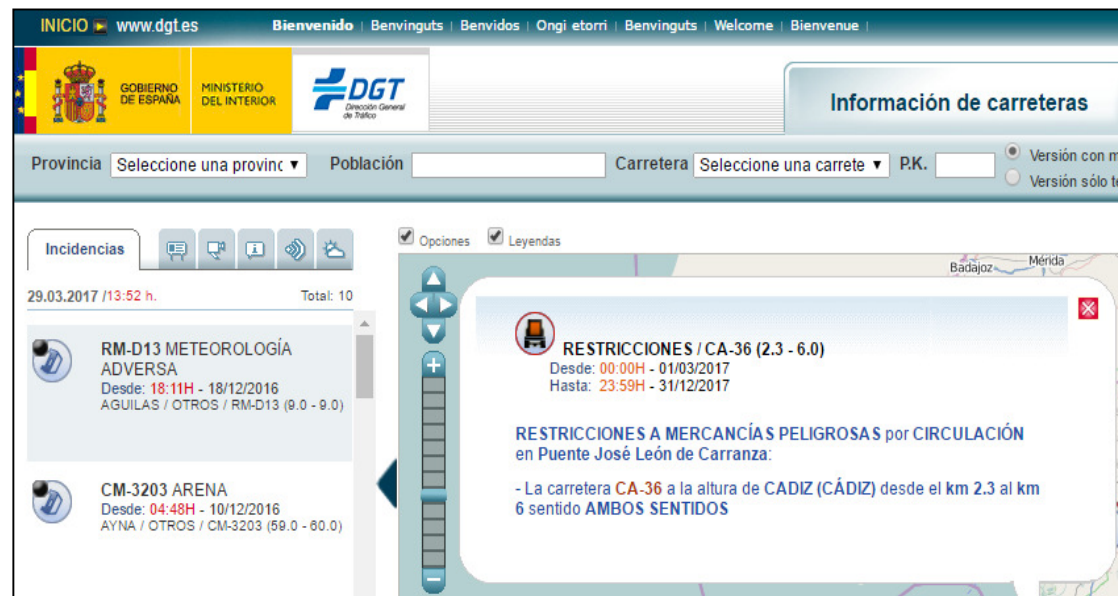 INICIO www.dgt.es Bienvenido | Benvinguts | Benvidos | Ongi etorri | Benvinguts | Welcome | Bienvenue |
GOBIERNO DE ESPAÑA
MINISTERIO DEL INTERIOR
DGT
Dirección General de Tráfico
Información de carreteras
Provincia Seleccione una provinc Población Carretera Seleccione una carrete P.K.
Versión con m
Versión sólo te
Incidencias
Opciones Leyendas
29.03.2017 /13:52 h. Total: 10
RM-D13 METEOROLOGÍA
ADVERSA
Desde: 18:11H - 18/12/2016
AGUILAS / OTROS / RM-D13 (9.0 - 9.0)
CM-3203 ARENA
Desde: 04:48H - 10/12/2016
AYNA / OTROS / CM-3203 (59.0 - 60.0)
Badajoz Mérida
RESTRICCIONES / CA-36 (2.3 - 6.0)
Desde: 00:00H - 01/03/2017
Hasta: 23:59H - 31/12/2017
RESTRICCIONES A MERCANCÍAS PELIGROSAS por CIRCULACIÓN
en Puente José León de Carranza:
- La carretera CA-36 a la altura de CADIZ (CÁDIZ) desde el km 2.3 al km
6 sentido AMBOS SENTIDOS